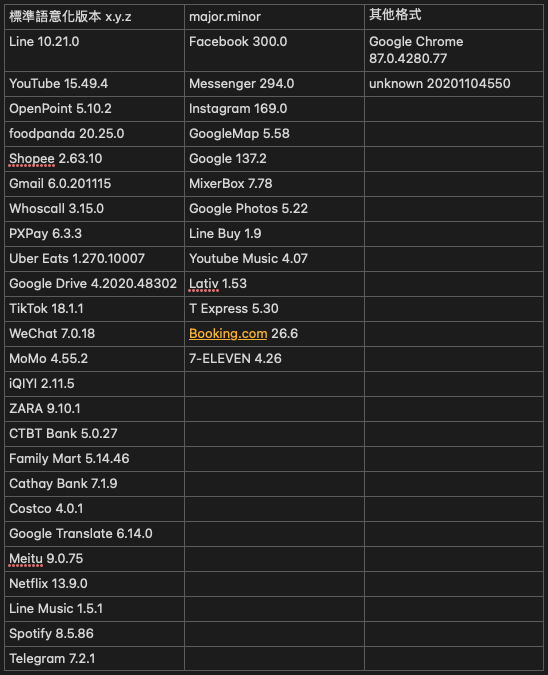 標準語意化版本 x.y.z
major.minor
其他格式
Line 10.21.0
Facebook 300.0
Google Chrome
87.0.4280.77
YouTube 15.49.4
Messenger 294.0
unknown 20201104550
OpenPoint 5.10.2
Instagram 169.0
foodpanda 20.25.0
GoogleMap 5.58
Shopee 2.63.10
Google 137.2
Gmail 6.0.201115
MixerBox 7.78
Whoscall 3.15.0
Google Photos 5.22
PXPay 6.3.3
Line Buy 1.9
Uber Eats 1.270.10007
Youtube Music 4.07
Google Drive 4.2020.48302
Lativ 1.53
TikTok 18.1.1
T Express 5.30
WeChat 7.0.18
Booking.com 26.6
MoMo 4.55.2
7-ELEVEN 4.26
iQIYI 2.11.5
ZARA 9.10.1
CTBT Bank 5.0.27
Family Mart 5.14.46
Cathay Bank 7.1.9
Costco 4.0.1
Google Translate 6.14.0
Meitu 9.0.75
Netflix 13.9.0
Line Music 1.5.1
Spotify 8.5.86
Telegram 7.2.1